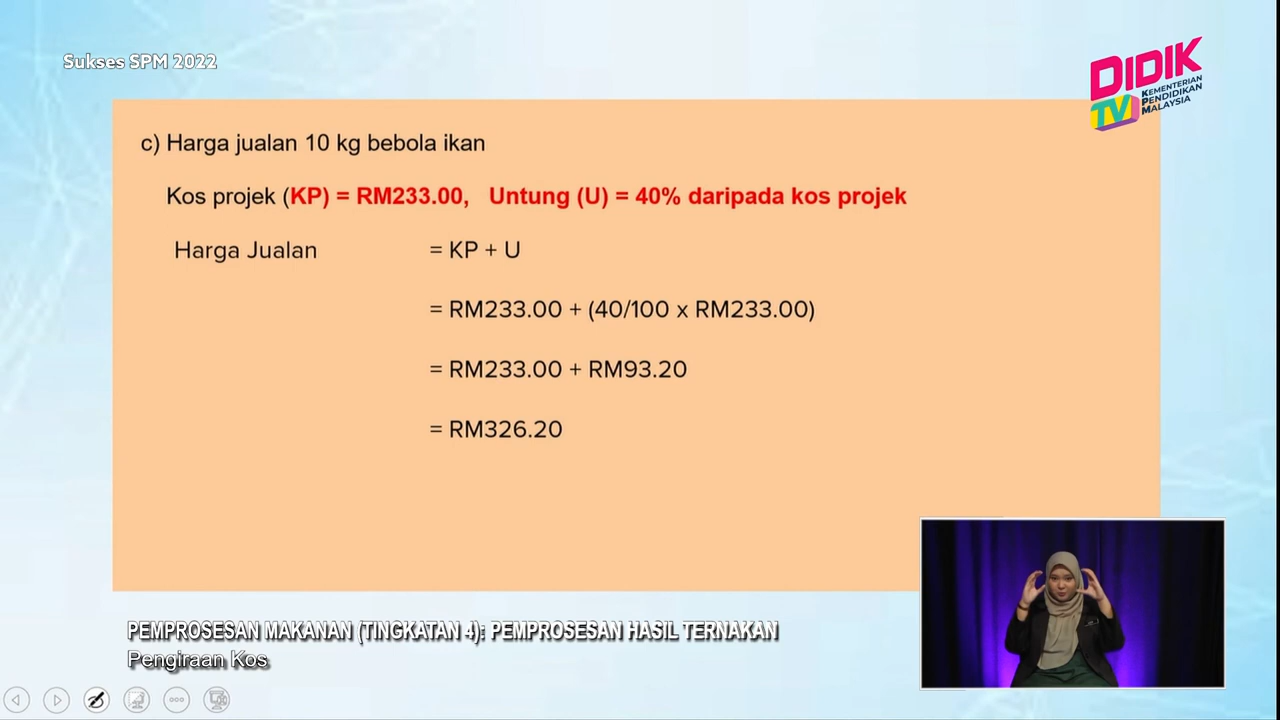 Sukses SPM 2022
DIDIK
TV
KEMENTERIAN
PENDIDIKAN
MALAYSIA
c) Harga jualan 10 kg bebola ikan
Kos projek (KP) = RM233.00, Untung (U) = 40% daripada kos projek
Harga Jualan = KP + U
= RM233.00 + (40/100 x RM233.00)
= RM233.00 + RM93.20
= RM326.20
PEMPROSESAN MAKANAN (TINGKATAN 4): PEMPROSESAN HASIL TERNAKAN
Pengiraan Kos